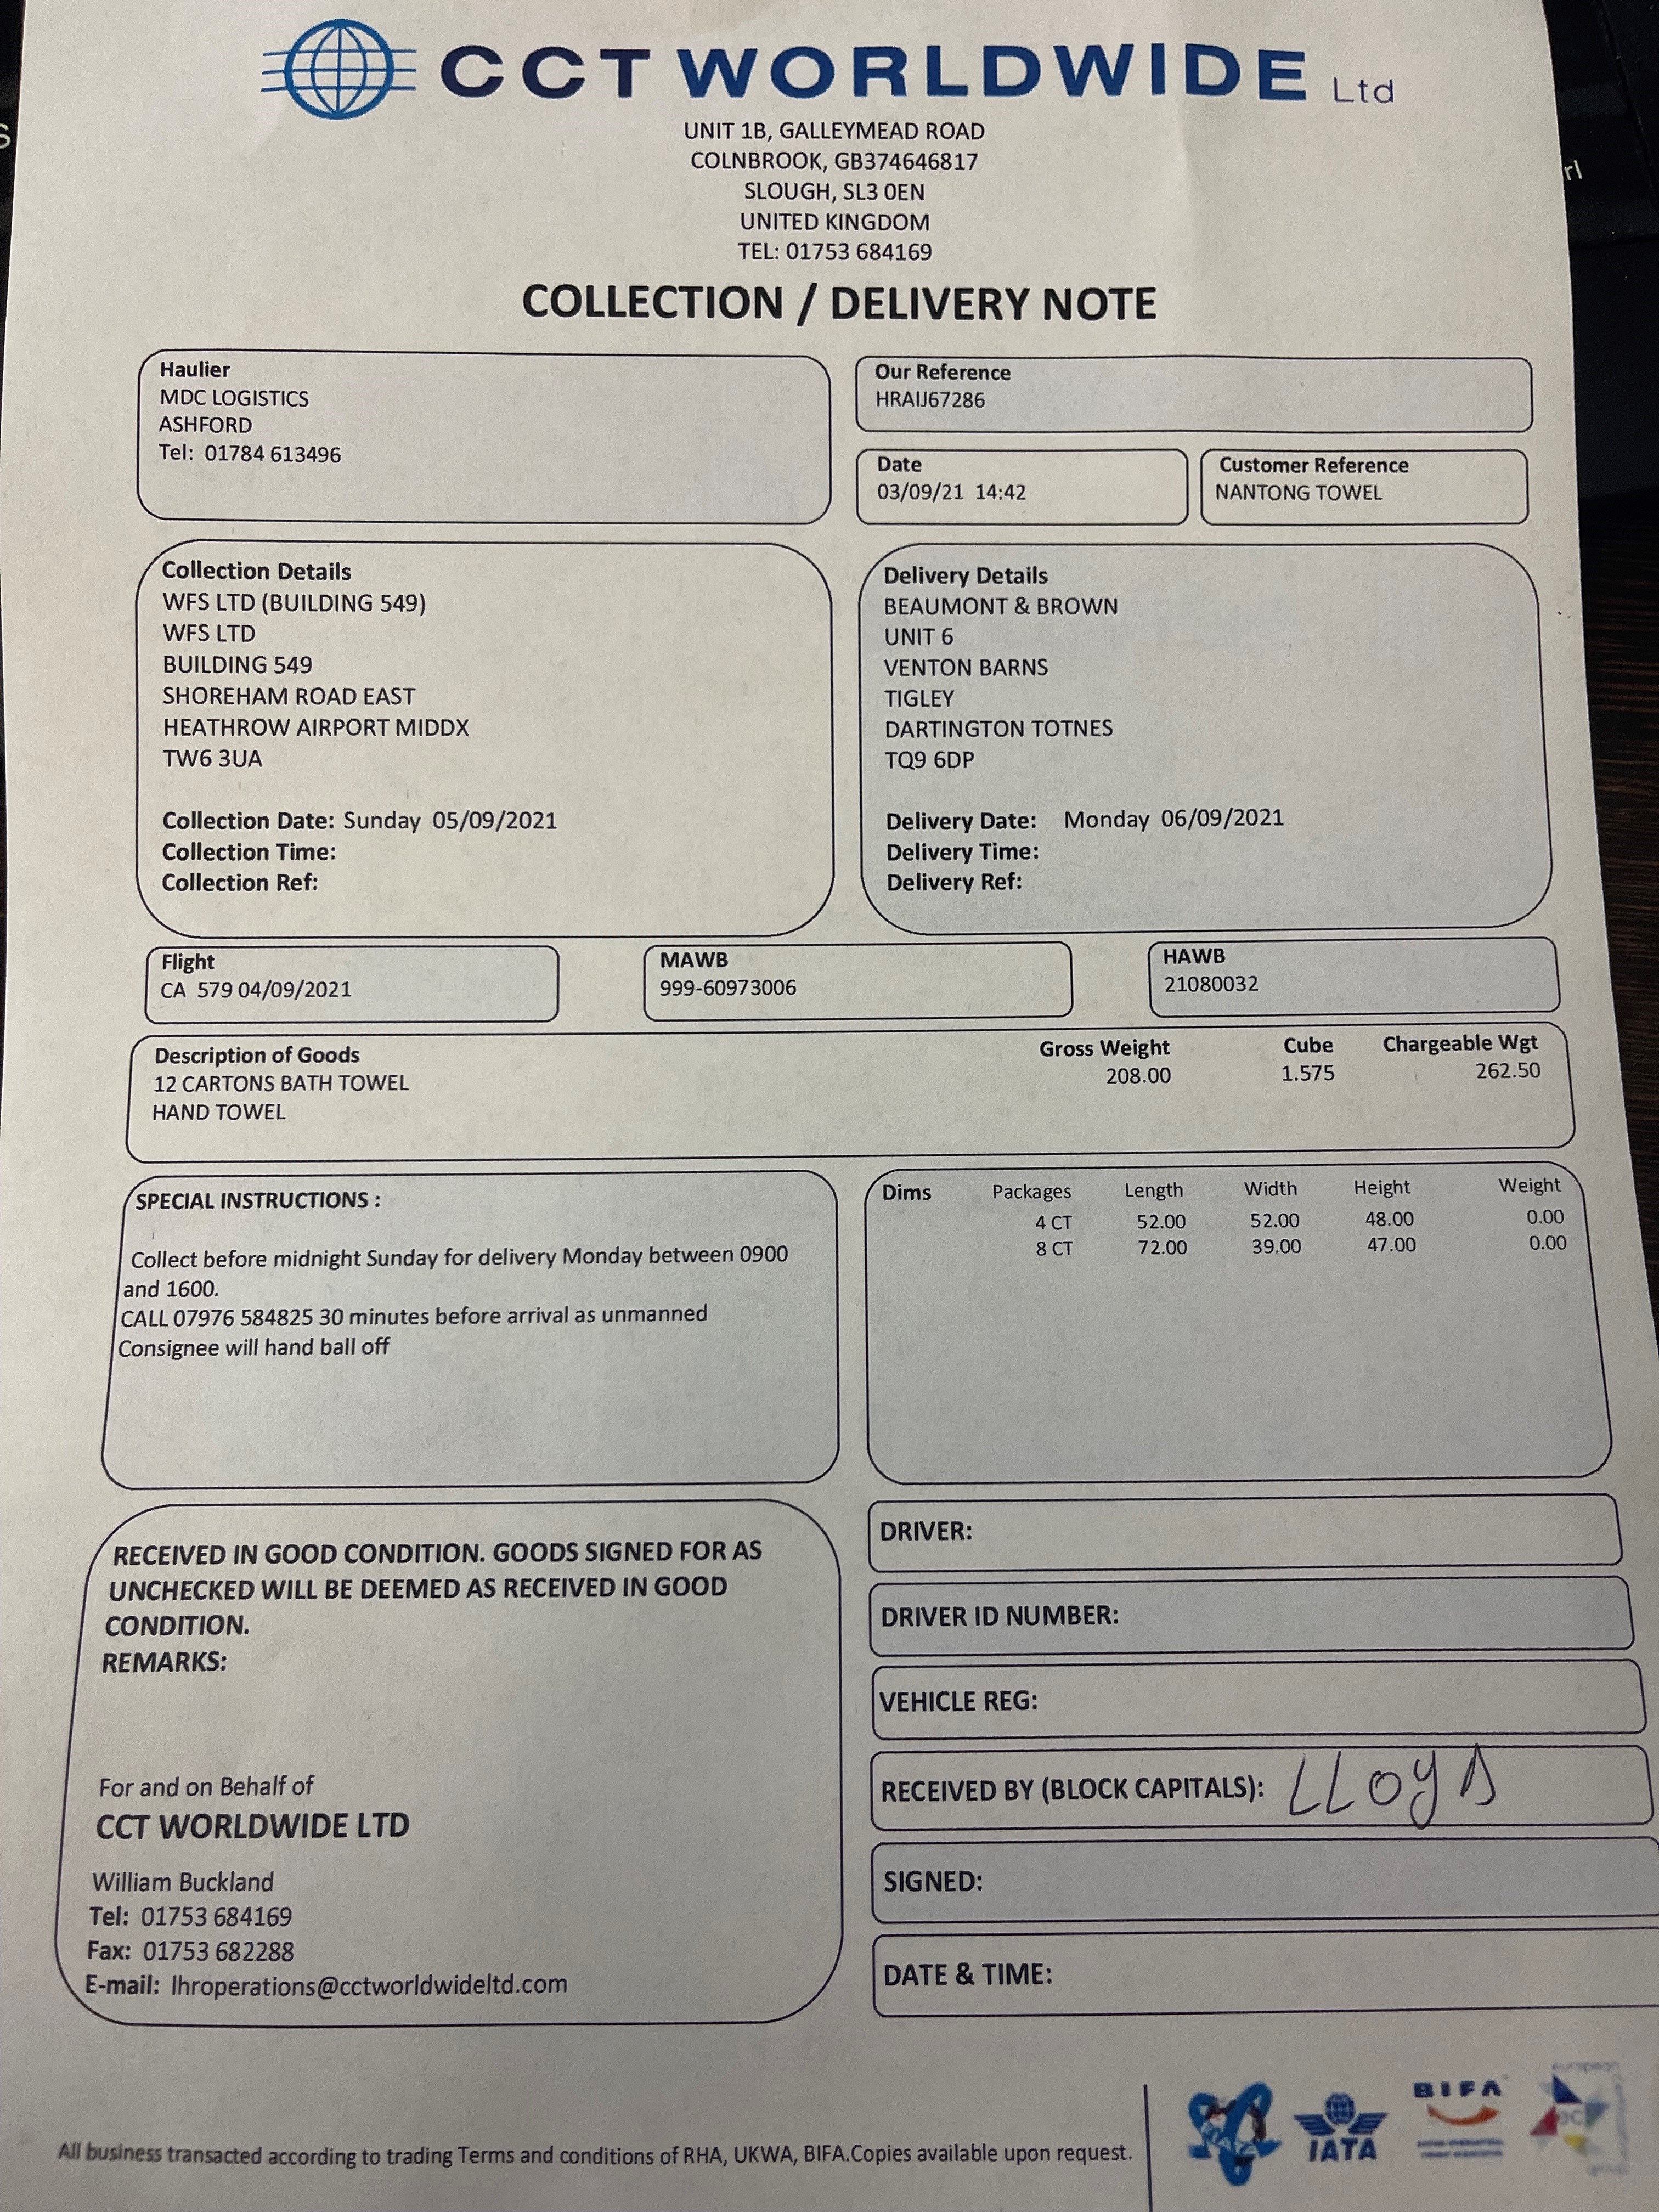 CCT WORLDWIDE Ltd
UNIT 1B, GALLEYMEAD ROAD
COLNBROOK, GB374646817
SLOUGH, SL3 0EN
UNITED KINGDOM
TEL: 01753 684169
COLLECTION / DELIVERY NOTE
Haulier
MDC LOGISTICS
ASHFORD
Tel: 01784 613496
Our Reference
HRAIJ67286
Date
03/09/21 14:42
Customer Reference
NANTONG TOWEL
Collection Details
WFS LTD (BUILDING 549)
WFS LTD
BUILDING 549
SHOREHAM ROAD EAST
HEATHROW AIRPORT MIDDX
TW6 3UA
Collection Date: Sunday 05/09/2021
Collection Time:
Collection Ref:
Delivery Details
BEAUMONT & BROWN
UNIT 6
VENTON BARNS
TIGLEY
DARTINGTON TOTNES
TQ9 6DP
Delivery Date: Monday 06/09/2021
Delivery Time:
Delivery Ref:
Flight
CA 579 04/09/2021
MAWB
999-60973006
HAWB
21080032
Description of Goods Gross Weight Cube Chargeable Wgt
12 CARTONS BATH TOWEL 208.00 1.575 262.50
HAND TOWEL
SPECIAL INSTRUCTIONS :
Collect before midnight Sunday for delivery Monday between 0900
and 1600.
CALL 07976 584825 30 minutes before arrival as unmanned
Consignee will hand ball off
Dims Packages Length Width Height Weight
4 CT 52.00 52.00 48.00 0.00
8 CT 72.00 39.00 47.00 0.00
RECEIVED IN GOOD CONDITION. GOODS SIGNED FOR AS
UNCHECKED WILL BE DEEMED AS RECEIVED IN GOOD
CONDITION.
REMARKS:
For and on Behalf of
CCT WORLDWIDE LTD
William Buckland
Tel: 01753 684169
Fax: 01753 682288
E-mail: lhroperations@cctworldwideltd.com
DRIVER:
DRIVER ID NUMBER:
VEHICLE REG:
RECEIVED BY (BLOCK CAPITALS): LLOYD
SIGNED:
DATE & TIME:
All business transacted according to trading Terms and conditions of RHA, UKWA, BIFA.Copies available upon request.
IATA
BIFA